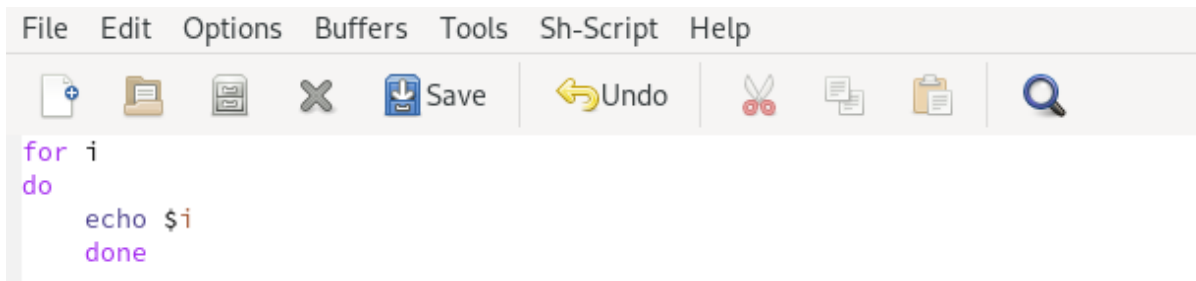 File Edit Options Buffers Tools Sh-Script Help
Save Undo
for i
do
    echo $i
    done